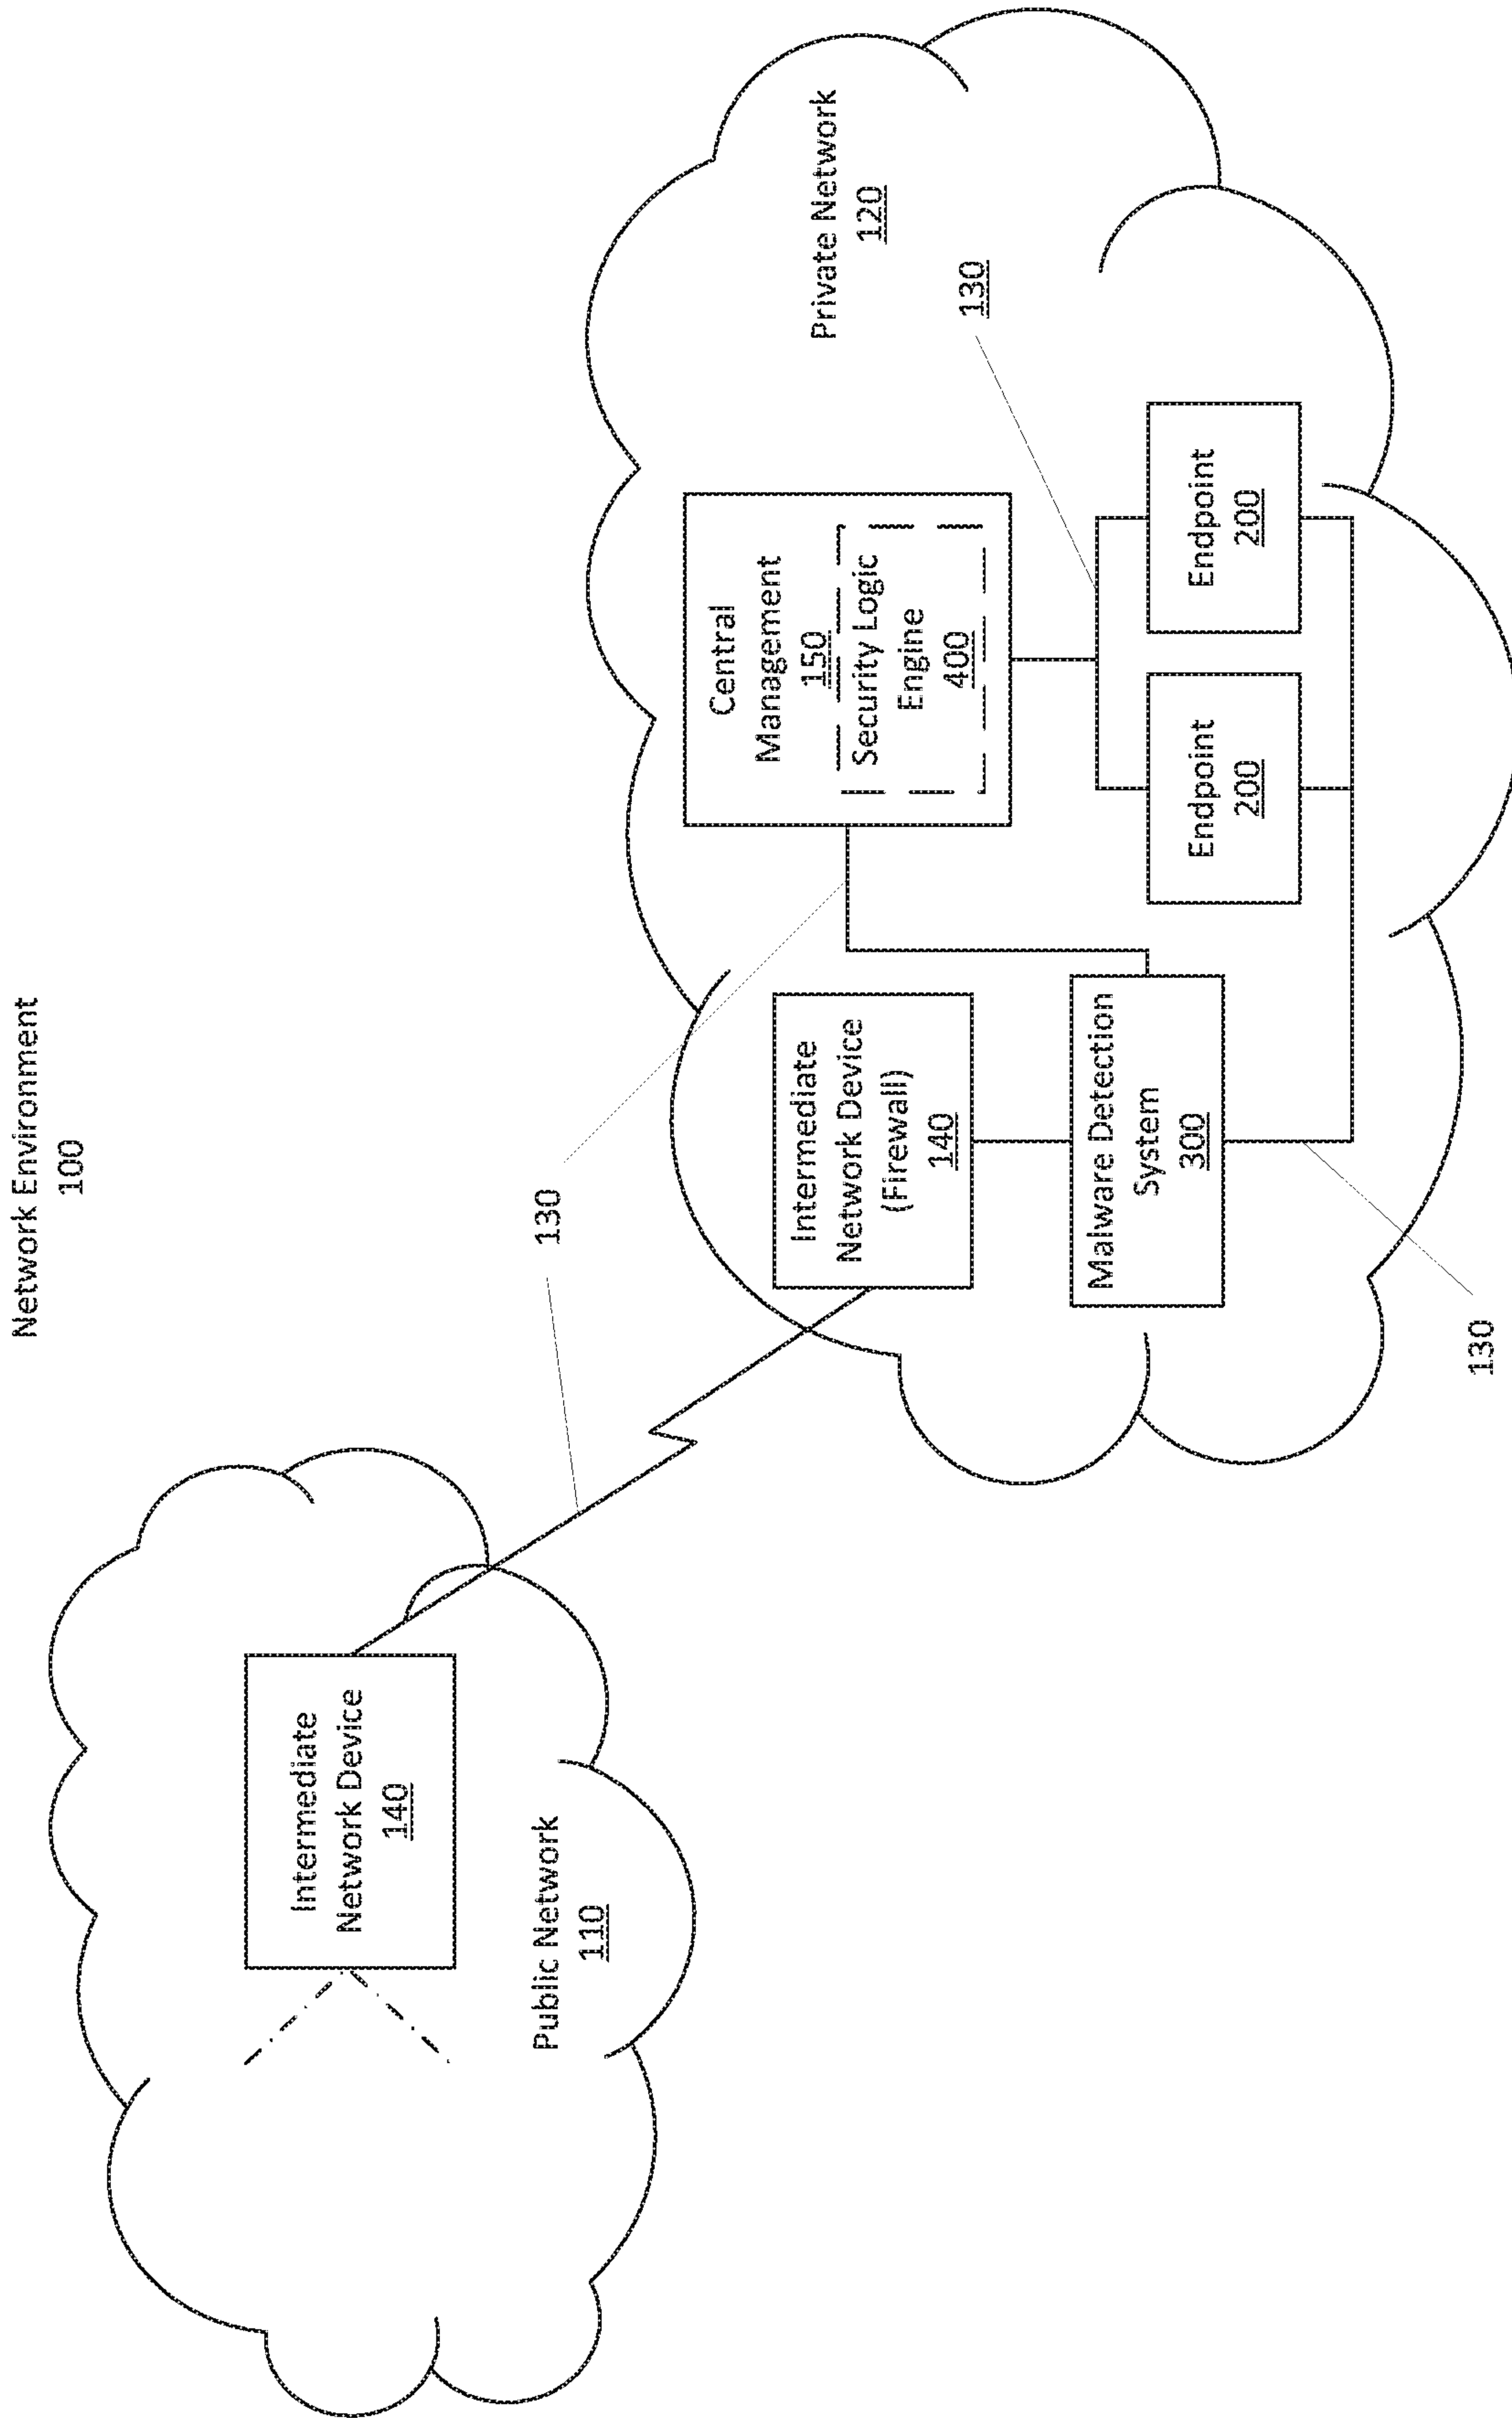 Network Environment
100
Intermediate
Network Device
140
Public Network
110
130
Intermediate
Network Device
(Firewall)
140
Malware Detection
System
300
130
Central
Management
150
Security Logic
Engine
400
Endpoint
200
Endpoint
200
Private Network
120
130